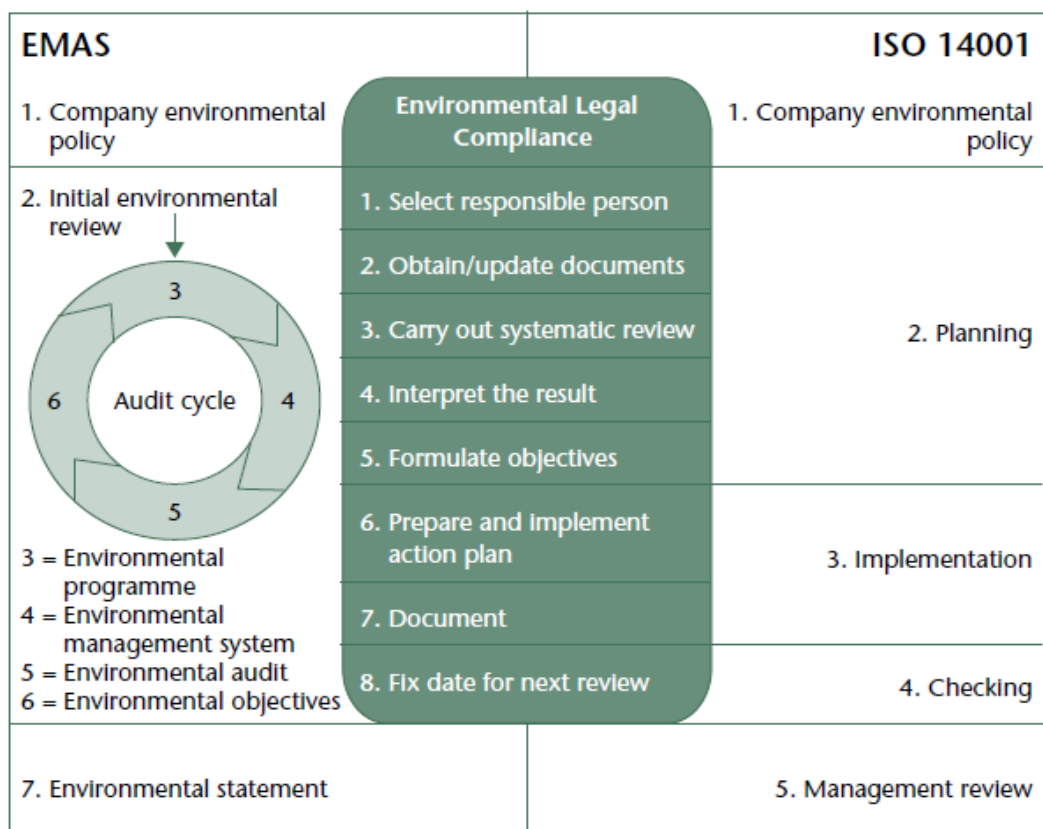 EMAS
ISO 14001
1. Company environmental
policy
Environmental Legal
Compliance
1. Company environmental
policy
2. Initial environmental
review
3
4
5
6
Audit cycle
3 = Environmental
programme
4 = Environmental
management system
5 = Environmental audit
6 = Environmental objectives
1. Select responsible person
2. Obtain/update documents
3. Carry out systematic review
4. Interpret the result
5. Formulate objectives
6. Prepare and implement
action plan
7. Document
8. Fix date for next review
2. Planning
3. Implementation
4. Checking
7. Environmental statement
5. Management review